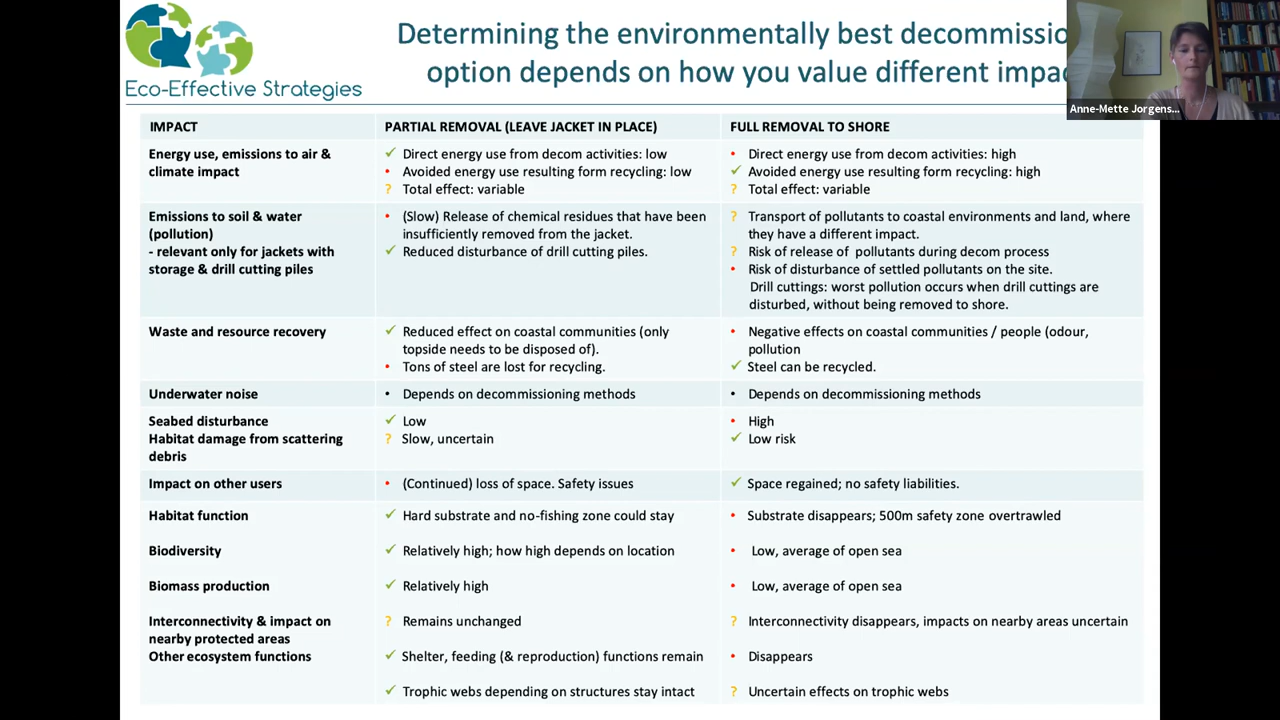 Eco-Effective Strategies
Determining the environmentally best decommissio
option depends on how you value different impac
Anne-Mette Jorgens...
IMPACT
PARTIAL REMOVAL (LEAVE JACKET IN PLACE)
FULL REMOVAL TO SHORE
Energy use, emissions to air &
climate impact
✓ Direct energy use from decom activities: low
• Avoided energy use resulting form recycling: low
? Total effect: variable
• Direct energy use from decom activities: high
✓ Avoided energy use resulting form recycling: high
? Total effect: variable
Emissions to soil & water
(pollution)
- relevant only for jackets with
storage & drill cutting piles
• (Slow) Release of chemical residues that have been
insufficiently removed from the jacket.
✓ Reduced disturbance of drill cutting piles.
? Transport of pollutants to coastal environments and land, where
they have a different impact.
? Risk of release of pollutants during decom process
• Risk of disturbance of settled pollutants on the site.
Drill cuttings: worst pollution occurs when drill cuttings are
disturbed, without being removed to shore.
Waste and resource recovery
✓ Reduced effect on coastal communities (only
topside needs to be disposed of).
• Tons of steel are lost for recycling.
• Negative effects on coastal communities / people (odour,
pollution
✓ Steel can be recycled.
Underwater noise
• Depends on decommissioning methods
• Depends on decommissioning methods
Seabed disturbance
Habitat damage from scattering
debris
✓ Low
? Slow, uncertain
• High
✓ Low risk
Impact on other users
• (Continued) loss of space. Safety issues
✓ Space regained; no safety liabilities.
Habitat function
✓ Hard substrate and no-fishing zone could stay
• Substrate disappears; 500m safety zone overtrawled
Biodiversity
✓ Relatively high; how high depends on location
• Low, average of open sea
Biomass production
✓ Relatively high
• Low, average of open sea
Interconnectivity & impact on
nearby protected areas
? Remains unchanged
? Interconnectivity disappears, impacts on nearby areas uncertain
Other ecosystem functions
✓ Shelter, feeding (& reproduction) functions remain
• Disappears
✓ Trophic webs depending on structures stay intact
? Uncertain effects on trophic webs